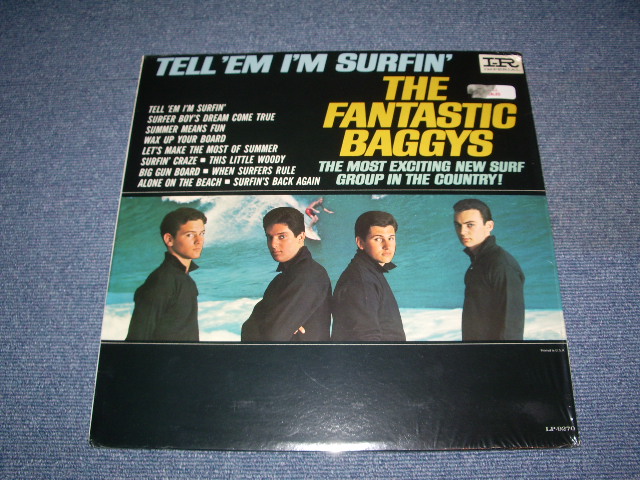 TELL 'EM I'M SURFIN'
I-R
THE
FANTASTIC
BAGGYS
THE MOST EXCITING NEW SURF
GROUP IN THE COUNTRY!
TELL 'EM I'M SURFIN'
SURFER BOY'S DREAM COME TRUE
SUMMER MEANS FUN
WAX UP YOUR BOARD
LET'S MAKE THE MOST OF SUMMER
SURFIN' CRAZE ■ THIS LITTLE WOODY
BIG GUN BOARD ■ WHEN SURFERS RULE
ALONE ON THE BEACH ■ SURFIN'S BACK AGAIN
Printed in U.S.A.
LP-9270